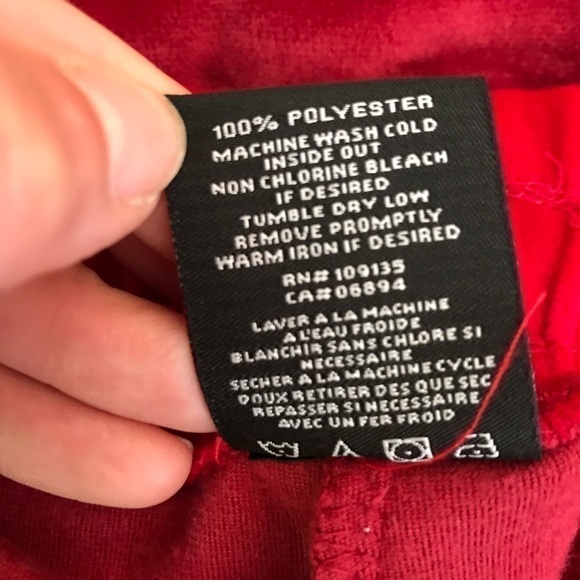 100% POLYESTER
MACHINE WASH COLD
INSIDE OUT
NON CHLORINE BLEACH
IF DESIRED
TUMBLE DRY LOW
REMOVE PROMPTLY
WARM IRON IF DESIRED
RN# 109135
CA# 06894
LAVER A LA MACHINE
A L'EAU FROIDE
BLANCHIR SANS CHLORE SI
NECESSAIRE
SECHER A LA MACHINE CYCLE
DOUX RETIRER DES QUE SEC
REPASSER SI NECESSAIRE
AVEC UN FER FROID